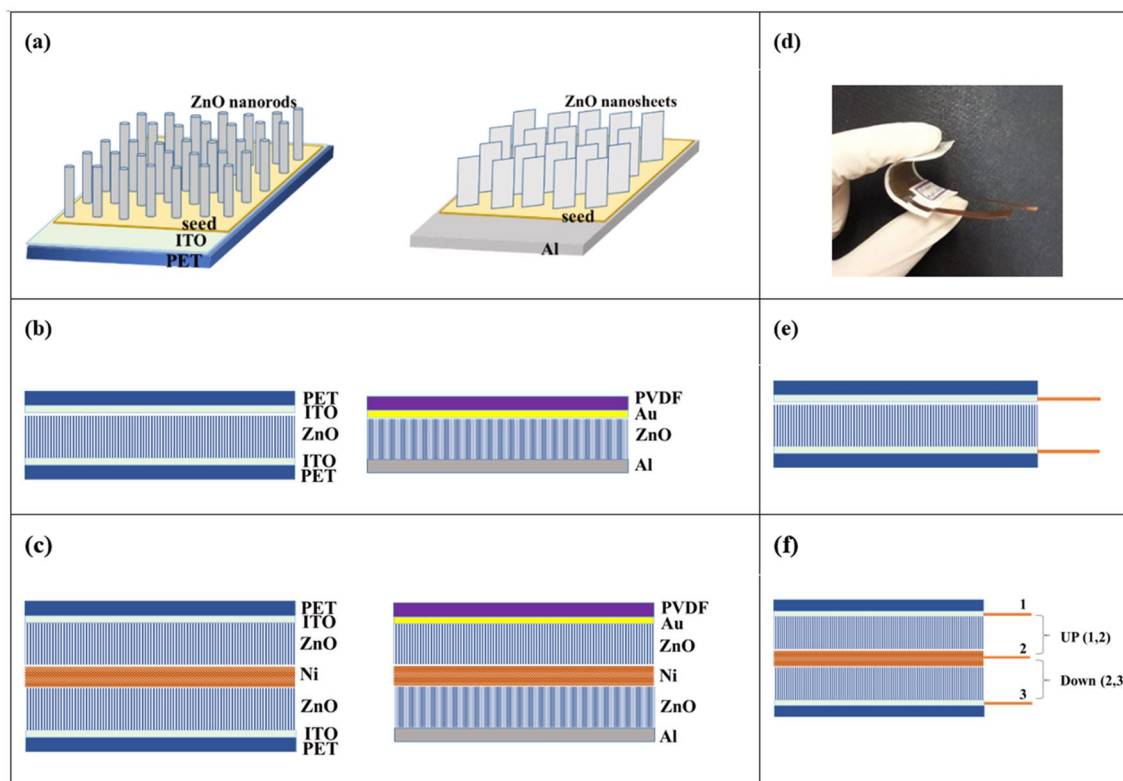 (a)
ZnO nanorods
seed
ITO
PET
ZnO nanosheets
seed
Al
(d)
(b)
PET
ITO
ZnO
ITO
PET
PVDF
Au
ZnO
Al
(e)
(c)
PET
ITO
ZnO
Ni
ZnO
ITO
PET
PVDF
Au
ZnO
Ni
ZnO
Al
(f)
1
UP (1,2)
2
Down (2,3
3